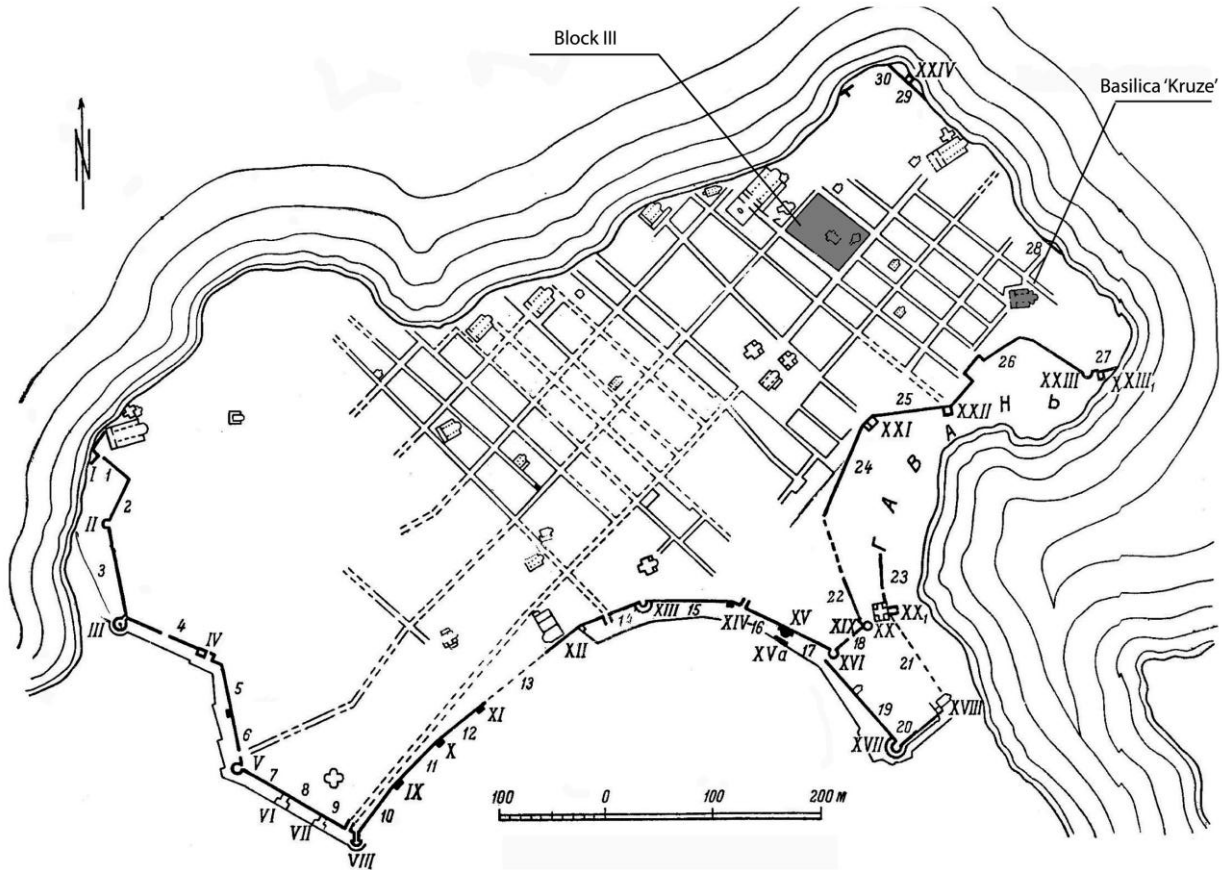 Block III
Basilica 'Kruze'
N
XXIV
30
29
28
27
26
XXIII
XXIII₁
25
XXII
XXI
24
ГАВАНЬ
I
1
2
II
3
III
4
IV
5
6
V
7
8
9
VI
VII
VIII
10
IX
11
X
12
XI
13
XII
14
XIII
15
XIV
16
XV
XVa
17
XVI
18
XIX
22
23
XX
XX₁
21
19
20
XVII
XVIII
100 0 100 200 м